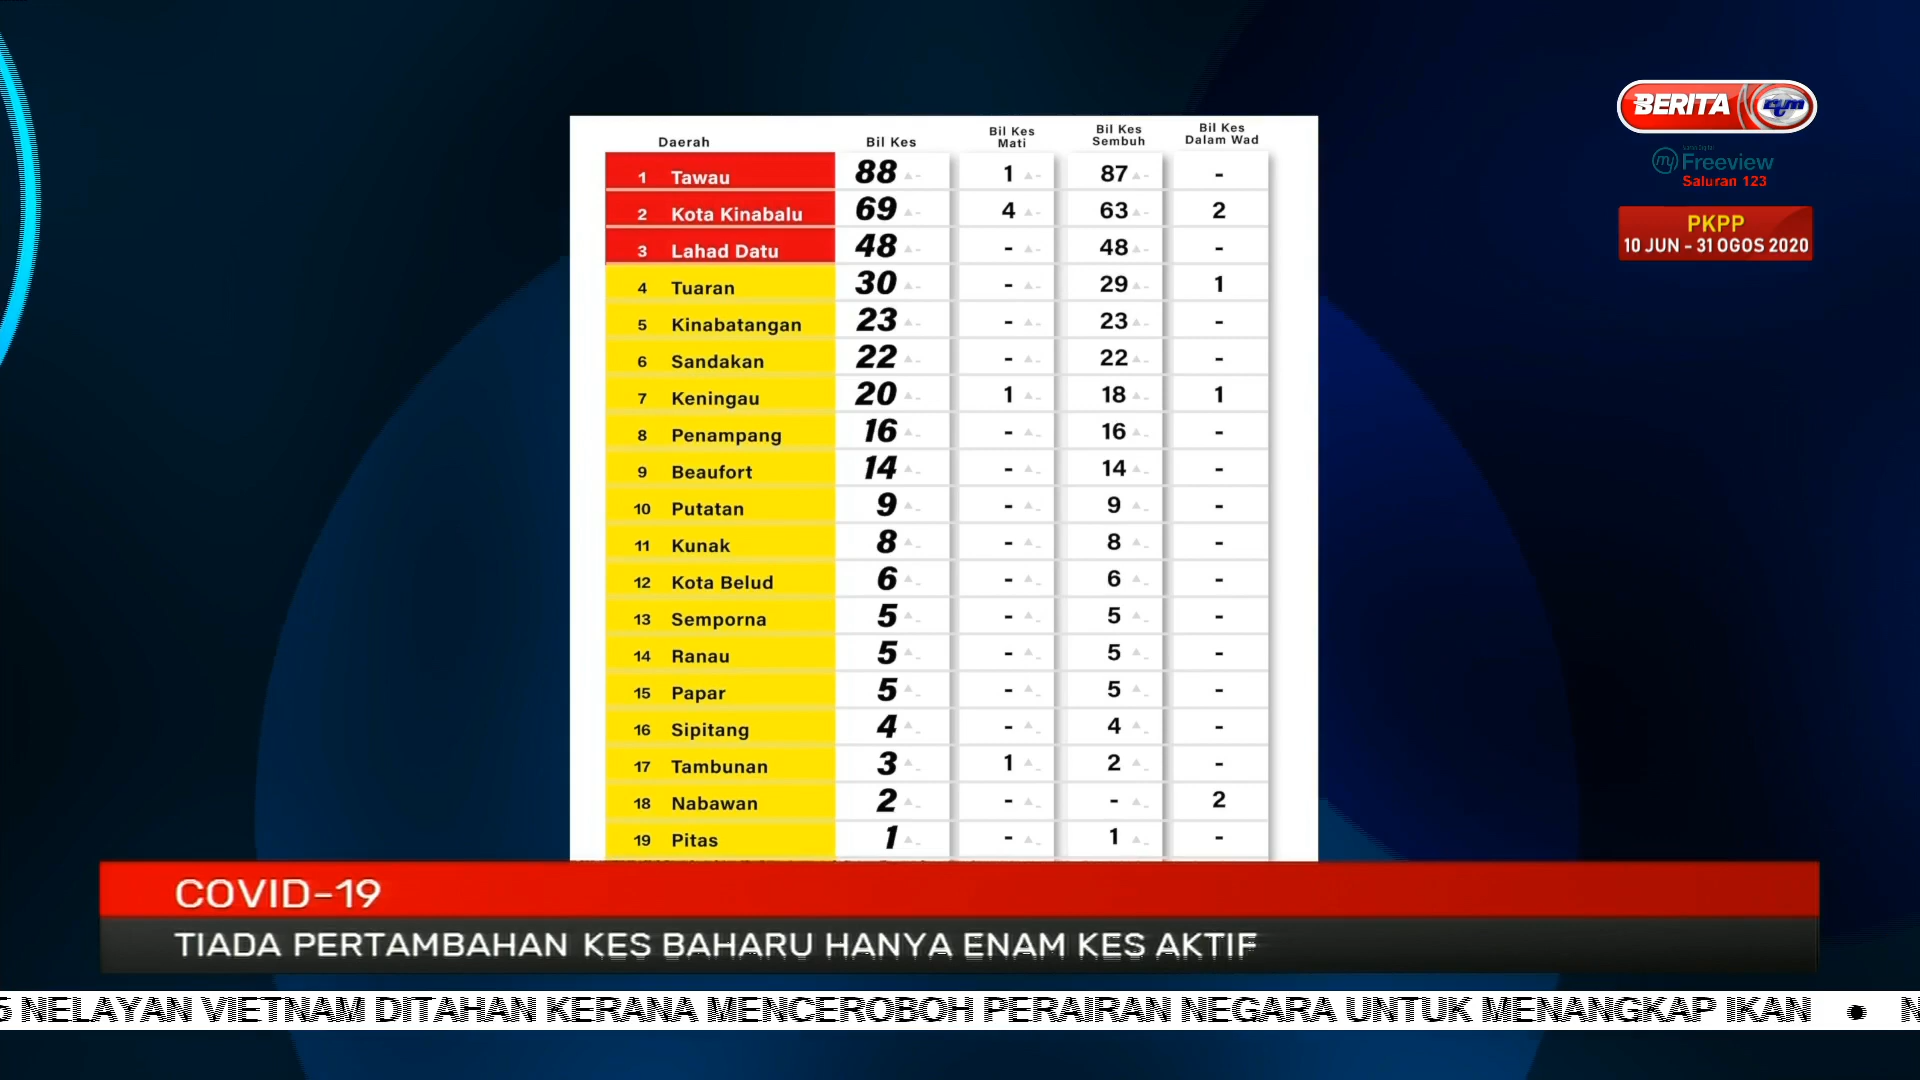 BERITA rtm
my Freeview
Saluran 123
PKPP
10 JUN - 31 OGOS 2020
Daerah Bil Kes Bil Kes Mati Bil Kes Sembuh Bil Kes Dalam Wad
1 Tawau 88 - 1 - 87 - -
2 Kota Kinabalu 69 - 4 - 63 - 2
3 Lahad Datu 48 - - - 48 - -
4 Tuaran 30 - - - 29 - 1
5 Kinabatangan 23 - - - 23 - -
6 Sandakan 22 - - - 22 - -
7 Keningau 20 - 1 - 18 - 1
8 Penampang 16 - - - 16 - -
9 Beaufort 14 - - - 14 - -
10 Putatan 9 - - - 9 - -
11 Kunak 8 - - - 8 - -
12 Kota Belud 6 - - - 6 - -
13 Semporna 5 - - - 5 - -
14 Ranau 5 - - - 5 - -
15 Papar 5 - - - 5 - -
16 Sipitang 4 - - - 4 - -
17 Tambunan 3 - 1 - 2 - -
18 Nabawan 2 - - - - - 2
19 Pitas 1 - - - 1 - -
COVID-19
TIADA PERTAMBAHAN KES BAHARU HANYA ENAM KES AKTIF
5 NELAYAN VIETNAM DITAHAN KERANA MENCEROBOH PERAIRAN NEGARA UNTUK MENANGKAP IKAN • N